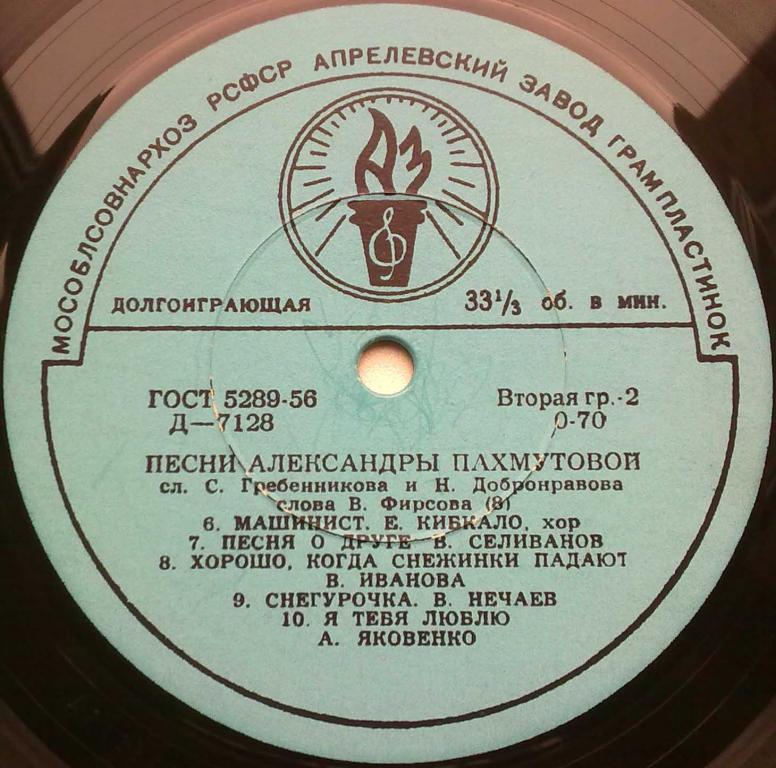 МОСОБЛСОВНАРХОЗ РСФСР АПРЕЛЕВСКИЙ ЗАВОД ГРАМПЛАСТИНОК
АЗ
ДОЛГОИГРАЮЩАЯ 33⅓ об. в мин.
ГОСТ 5289-56 Вторая гр.-2
Д—7128 0-70
ПЕСНИ АЛЕКСАНДРЫ ПАХМУТОВОЙ
сл. С. Гребенникова и Н. Добронравова
слова В. Фирсова (8)
6. МАШИНИСТ. Е. КИБКАЛО, хор
7. ПЕСНЯ О ДРУГЕ В. СЕЛИВАНОВ
8. ХОРОШО, КОГДА СНЕЖИНКИ ПАДАЮТ
В. ИВАНОВА
9. СНЕГУРОЧКА. В. НЕЧАЕВ
10. Я ТЕБЯ ЛЮБЛЮ
А. ЯКОВЕНКО